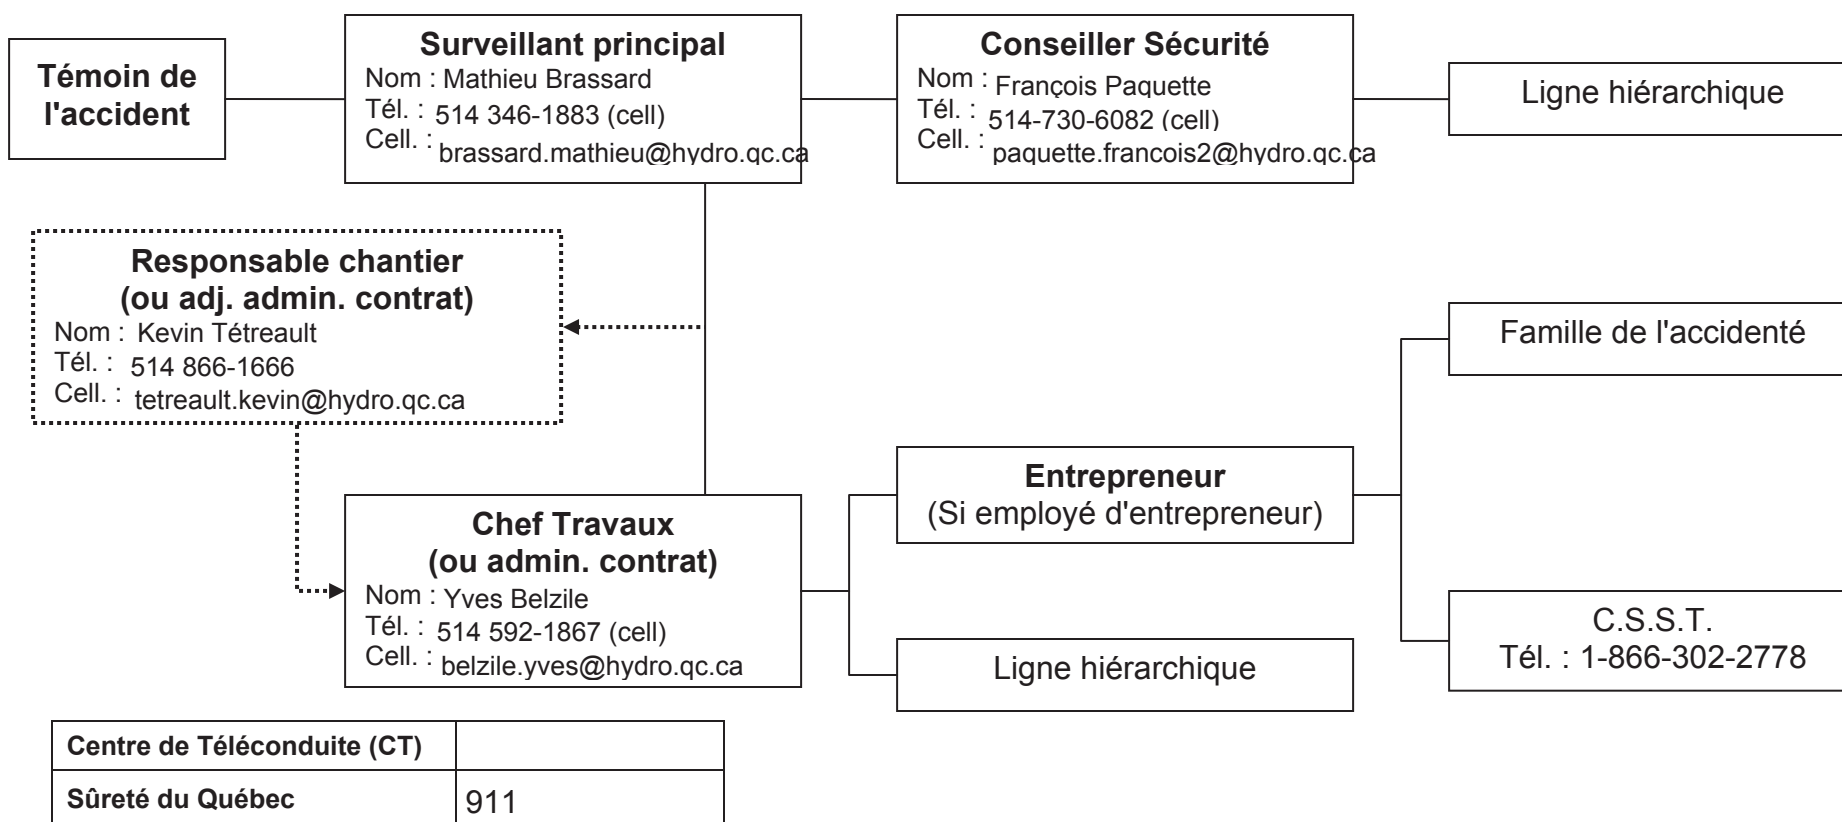 Témoin de
l'accident
Surveillant principal
Nom : Mathieu Brassard
Tél. : 514 346-1883 (cell)
Cell. : brassard.mathieu@hydro.qc.ca
Conseiller Sécurité
Nom : François Paquette
Tél. : 514-730-6082 (cell)
Cell. : paquette.francois2@hydro.qc.ca
Ligne hiérarchique
Responsable chantier
(ou adj. admin. contrat)
Nom : Kevin Tétreault
Tél. : 514 866-1666
Cell. : tetreault.kevin@hydro.qc.ca
Famille de l'accidenté
Entrepreneur
(Si employé d'entrepreneur)
Chef Travaux
(ou admin. contrat)
Nom : Yves Belzile
Tél. : 514 592-1867 (cell)
Cell. : belzile.yves@hydro.qc.ca
Ligne hiérarchique
C.S.S.T.
Tél. : 1-866-302-2778
Centre de Téléconduite (CT)
Sûreté du Québec 911